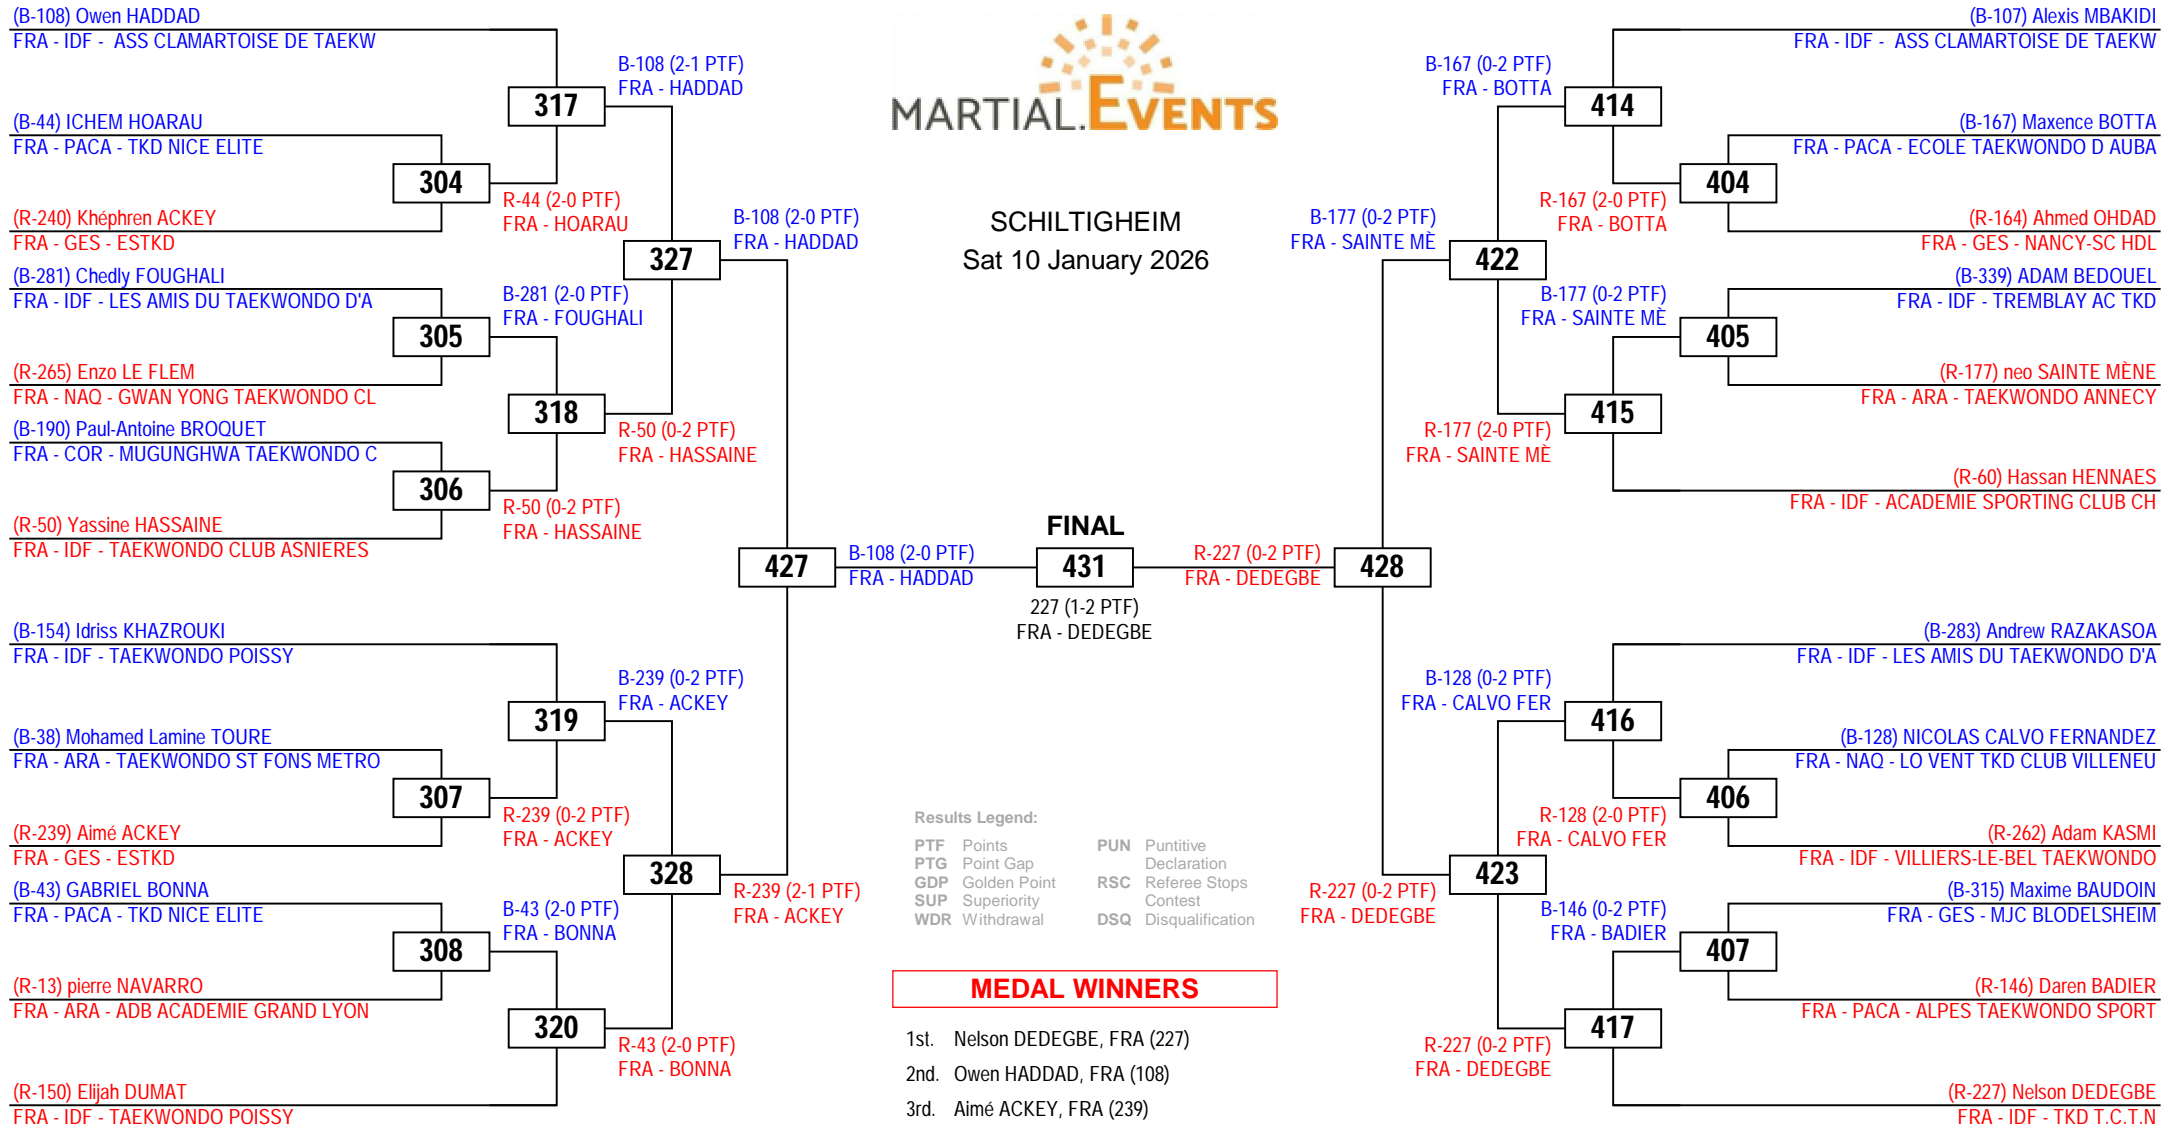 (B-108) Owen HADDAD
FRA - IDF - ASS CLAMARTOISE DE TAEKW
B-108 (2-1 PTF)
FRA - HADDAD
317
(B-44) ICHEM HOARAU
FRA - PACA - TKD NICE ELITE
304
R-44 (2-0 PTF)
FRA - HOARAU
(R-240) Khéphren ACKEY
FRA - GES - ESTKD
B-108 (2-0 PTF)
FRA - HADDAD
327
(B-281) Chedly FOUGHALI
FRA - IDF - LES AMIS DU TAEKWONDO D'A
B-281 (2-0 PTF)
FRA - FOUGHALI
305
(R-265) Enzo LE FLEM
FRA - NAQ - GWAN YONG TAEKWONDO CL
318
R-50 (0-2 PTF)
FRA - HASSAINE
(B-190) Paul-Antoine BROQUET
FRA - COR - MUGUNGHWA TAEKWONDO C
306
R-50 (0-2 PTF)
FRA - HASSAINE
(R-50) Yassine HASSAINE
FRA - IDF - TAEKWONDO CLUB ASNIERES
427
B-108 (2-0 PTF)
FRA - HADDAD
(B-154) Idriss KHAZROUKI
FRA - IDF - TAEKWONDO POISSY
B-239 (0-2 PTF)
FRA - ACKEY
319
(B-38) Mohamed Lamine TOURE
FRA - ARA - TAEKWONDO ST FONS METRO
307
R-239 (0-2 PTF)
FRA - ACKEY
(R-239) Aimé ACKEY
FRA - GES - ESTKD
328
R-239 (2-1 PTF)
FRA - ACKEY
(B-43) GABRIEL BONNA
FRA - PACA - TKD NICE ELITE
B-43 (2-0 PTF)
FRA - BONNA
308
(R-13) pierre NAVARRO
FRA - ARA - ADB ACADEMIE GRAND LYON
320
R-43 (2-0 PTF)
FRA - BONNA
(R-150) Elijah DUMAT
FRA - IDF - TAEKWONDO POISSY
MARTIAL.EVENTS
SCHILTIGHEIM
Sat 10 January 2026
FINAL
431
227 (1-2 PTF)
FRA - DEDEGBE
Results Legend:
PTF Points
PTG Point Gap
GDP Golden Point
SUP Superiority
WDR Withdrawal
PUN Puntitive
Declaration
RSC Referee Stops
Contest
DSQ Disqualification
MEDAL WINNERS
1st. Nelson DEDEGBE, FRA (227)
2nd. Owen HADDAD, FRA (108)
3rd. Aimé ACKEY, FRA (239)
(B-107) Alexis MBAKIDI
FRA - IDF - ASS CLAMARTOISE DE TAEKW
B-167 (0-2 PTF)
FRA - BOTTA
414
(B-167) Maxence BOTTA
FRA - PACA - ECOLE TAEKWONDO D AUBA
404
R-167 (2-0 PTF)
FRA - BOTTA
(R-164) Ahmed OHDAD
FRA - GES - NANCY-SC HDL
B-177 (0-2 PTF)
FRA - SAINTE MÈ
422
(B-339) ADAM BEDOUEL
FRA - IDF - TREMBLAY AC TKD
B-177 (0-2 PTF)
FRA - SAINTE MÈ
405
(R-177) neo SAINTE MÈNE
FRA - ARA - TAEKWONDO ANNECY
415
R-177 (2-0 PTF)
FRA - SAINTE MÈ
(R-60) Hassan HENNAES
FRA - IDF - ACADEMIE SPORTING CLUB CH
R-227 (0-2 PTF)
FRA - DEDEGBE
428
(B-283) Andrew RAZAKASOA
FRA - IDF - LES AMIS DU TAEKWONDO D'A
B-128 (0-2 PTF)
FRA - CALVO FER
416
(B-128) NICOLAS CALVO FERNANDEZ
FRA - NAQ - LO VENT TKD CLUB VILLENEU
406
R-128 (2-0 PTF)
FRA - CALVO FER
(R-262) Adam KASMI
FRA - IDF - VILLIERS-LE-BEL TAEKWONDO
423
R-227 (0-2 PTF)
FRA - DEDEGBE
(B-315) Maxime BAUDOIN
FRA - GES - MJC BLODELSHEIM
B-146 (0-2 PTF)
FRA - BADIER
407
(R-146) Daren BADIER
FRA - PACA - ALPES TAEKWONDO SPORT
417
R-227 (0-2 PTF)
FRA - DEDEGBE
(R-227) Nelson DEDEGBE
FRA - IDF - TKD T.C.T.N